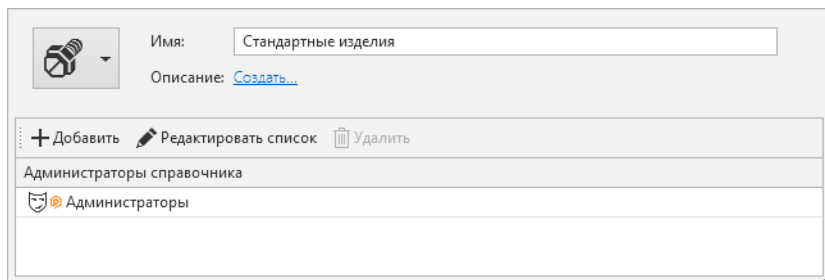 Имя: Стандартные изделия
Описание: Создать...
Добавить Редактировать список Удалить
Администраторы справочника
Администраторы